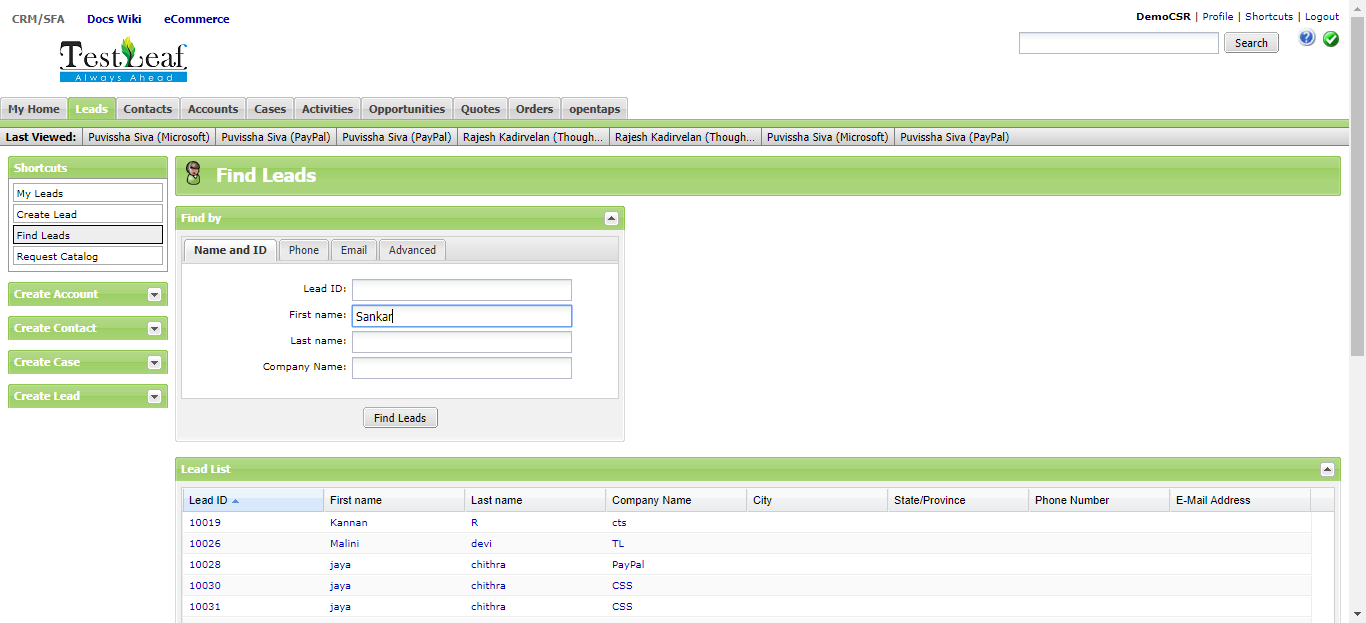 CRM/SFA Docs Wiki eCommerce
DemoCSR | Profile | Shortcuts | Logout
TestLeaf
Always Ahead
Search
My Home Leads Contacts Accounts Cases Activities Opportunities Quotes Orders opentaps
Last Viewed: Puvissha Siva (Microsoft) Puvissha Siva (PayPal) Puvissha Siva (PayPal) Rajesh Kadirvelan (Though... Rajesh Kadirvelan (Though... Puvissha Siva (Microsoft) Puvissha Siva (PayPal)
Shortcuts
My Leads
Create Lead
Find Leads
Request Catalog
Create Account
Create Contact
Create Case
Create Lead
Find Leads
Find by
Name and ID Phone Email Advanced
Lead ID:
First name: Sankar
Last name:
Company Name:
Find Leads
Lead List
Lead ID First name Last name Company Name City State/Province Phone Number E-Mail Address
10019 Kannan R cts
10026 Malini devi TL
10028 jaya chithra PayPal
10030 jaya chithra CSS
10031 jaya chithra CSS